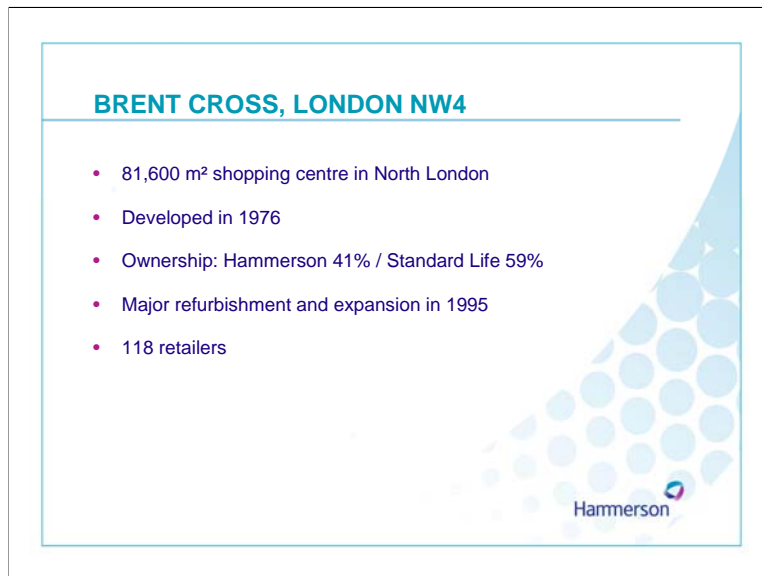 BRENT CROSS, LONDON NW4
• 81,600 m² shopping centre in North London
• Developed in 1976
• Ownership: Hammerson 41% / Standard Life 59%
• Major refurbishment and expansion in 1995
• 118 retailers
Hammerson